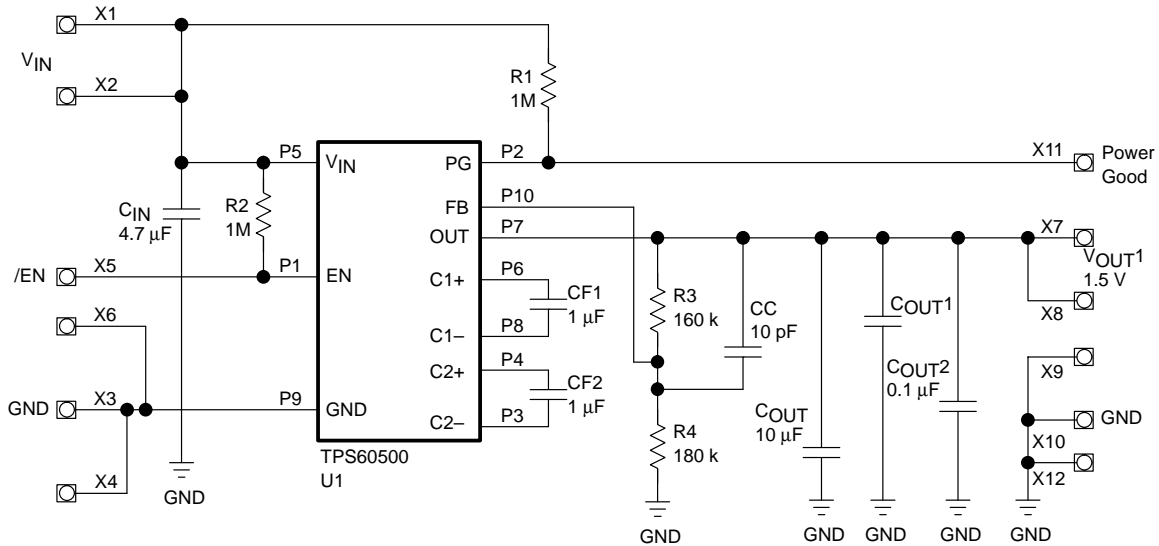 X1
VIN
X2
R1
1M
P5
VIN
PG
P2
X11
Power
Good
CIN
4.7 µF
R2
1M
FB
P10
OUT
P7
X7
VOUT1
1.5 V
X8
/EN
X5
P1
EN
C1+
P6
CF1
1 µF
C1–
P8
R3
160 k
CC
10 pF
COUT1
X6
C2+
P4
CF2
1 µF
C2–
P3
COUT2
0.1 µF
X9
GND
X3
P9
GND
X10
GND
COUT
10 µF
R4
180 k
X12
X4
TPS60500
U1
GND
GND
GND
GND
GND
GND